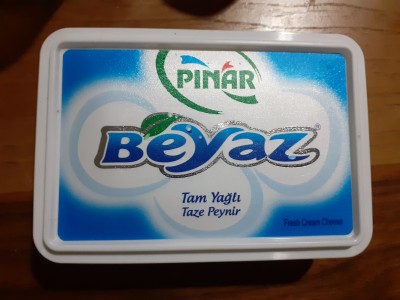 PINAR
Beyaz
Tam Yağlı
Taze Peynir
Fresh Cream Cheese